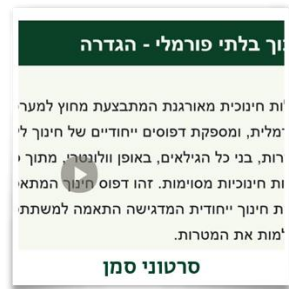 וך בלתי פורמלי - הגדרה
ות חינוכית מאורגנת המתבצעת מחוץ למער
מלית, ומספקת דפוסים ייחודיים של חינוך ל
רות, בני כל הגילאים, באופן וולונטרי, מתוך
ות חינוכיות מסוימות. זהו דפוס חינוך המתא
ת חינוך ייחודית המדגישה התאמה למשתת
מות את המטרות.
סרטוני סמן